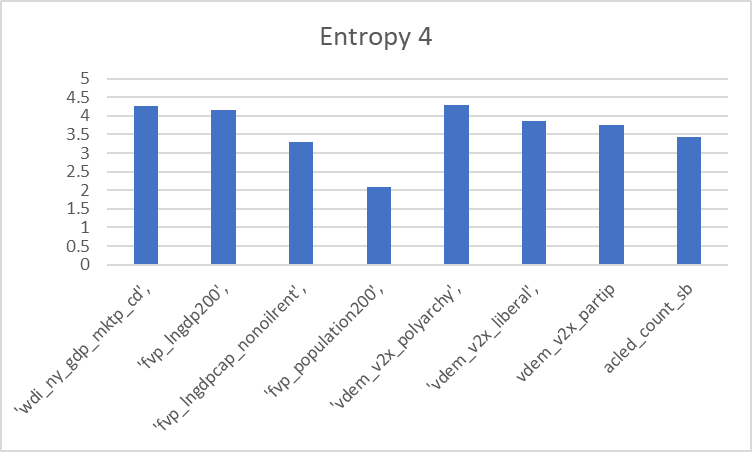 Entropy 4
5
4.5
4
3.5
3
2.5
2
1.5
1
0.5
0
'wdi_ny_gdp_mktp_cd',
'fvp_lngdp200',
'fvp_lngdpcap_nonoilrent',
'fvp_population200',
'vdem_v2x_polyarchy',
'vdem_v2x_liberal',
vdem_v2x_partip
acled_count_sb